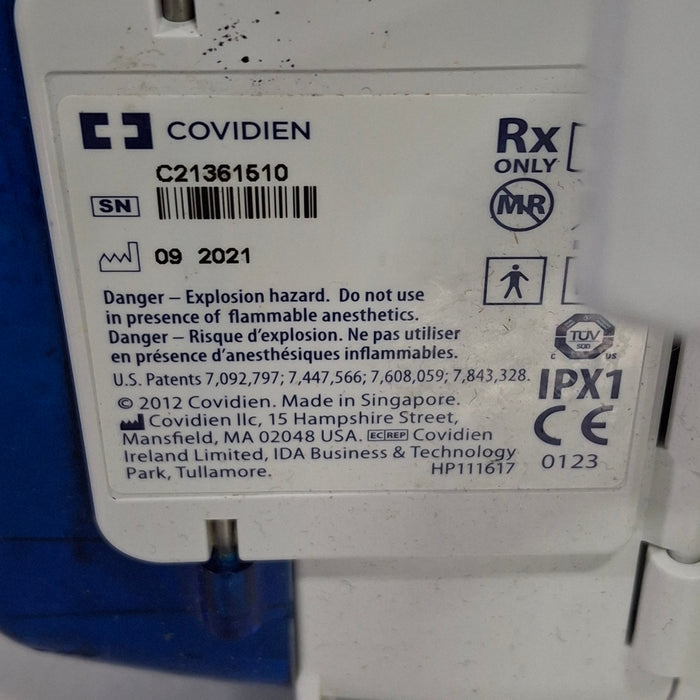 COVIDIEN
C21361510
SN
09 2021
Rx
ONLY
MR
Danger – Explosion hazard. Do not use
in presence of flammable anesthetics.
Danger – Risque d'explosion. Ne pas utiliser
en présence d'anesthésiques inflammables.
U.S. Patents 7,092,797; 7,447,566; 7,608,059; 7,843,328.
© 2012 Covidien. Made in Singapore.
Covidien llc, 15 Hampshire Street,
Mansfield, MA 02048 USA. EC REP Covidien
Ireland Limited, IDA Business & Technology
Park, Tullamore.
HP111617
TÜV
SÜD
C US
IPX1
CE
0123